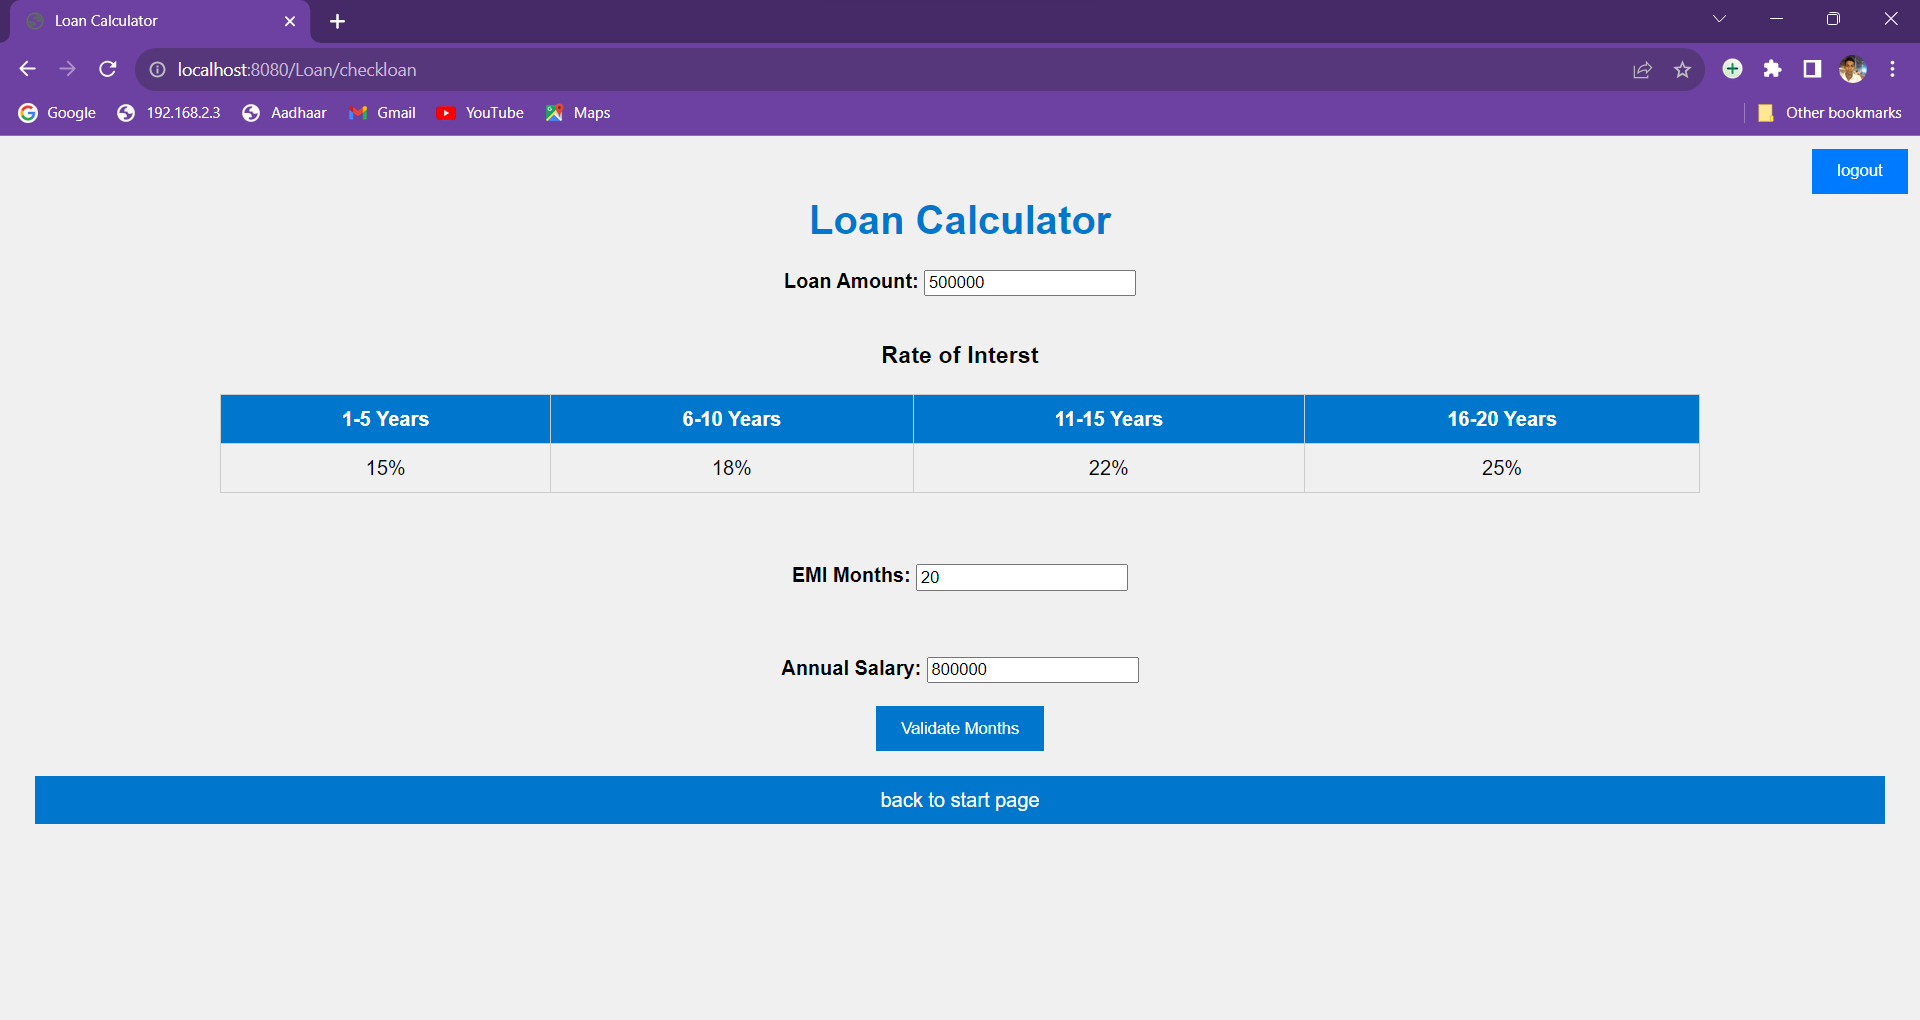 Loan Calculator
localhost:8080/Loan/checkloan
Google 192.168.2.3 Aadhaar Gmail YouTube Maps Other bookmarks
logout
Loan Calculator
Loan Amount: 500000
Rate of Interst
1-5 Years 6-10 Years 11-15 Years 16-20 Years
15% 18% 22% 25%
EMI Months: 20
Annual Salary: 800000
Validate Months
back to start page